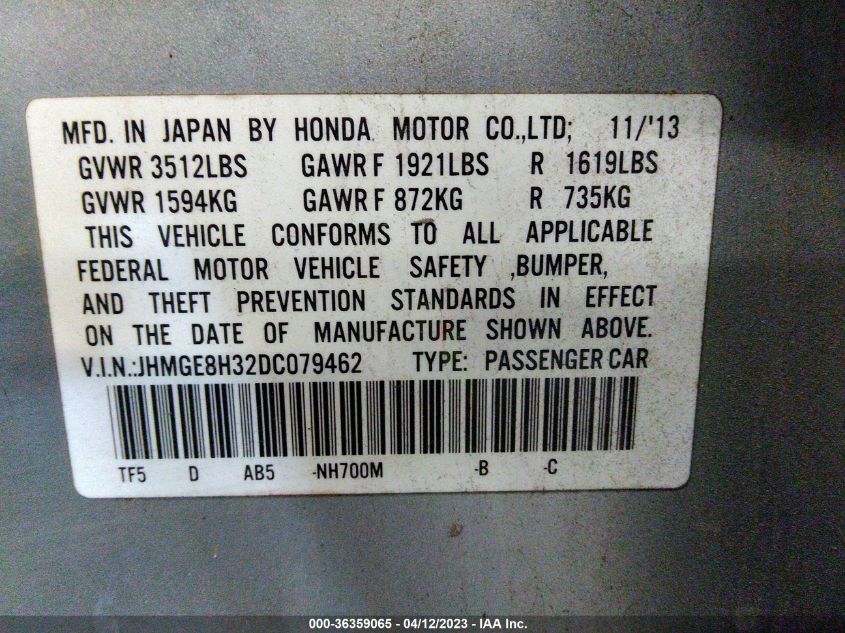 MFD. IN JAPAN BY HONDA MOTOR CO.,LTD; 11/'13
GVWR 3512LBS GAWR F 1921LBS R 1619LBS
GVWR 1594KG GAWR F 872KG R 735KG
THIS VEHICLE CONFORMS TO ALL APPLICABLE
FEDERAL MOTOR VEHICLE SAFETY ,BUMPER,
AND THEFT PREVENTION STANDARDS IN EFFECT
ON THE DATE OF MANUFACTURE SHOWN ABOVE.
V.I.N.:JHMGE8H32DC079462 TYPE: PASSENGER CAR
TF5 D AB5 -NH700M -B -C
000-36359065 - 04/12/2023 - IAA Inc.